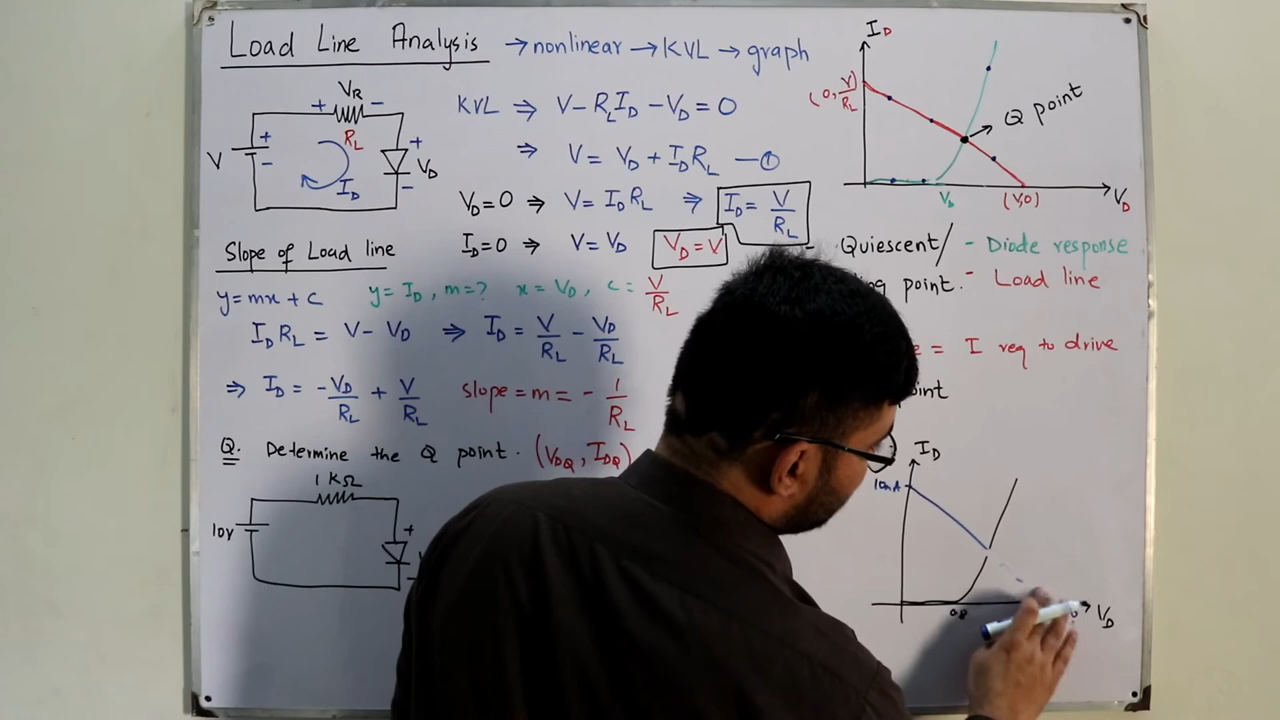 Load Line Analysis → nonlinear → KVL → graph
V_R
+ −
R_L
V
+
−
I_D
+
V_D
−
KVL ⇒ V − R_L I_D − V_D = 0
⇒ V = V_D + I_D R_L — ①
V_D = 0 ⇒ V = I_D R_L ⇒ I_D = V/R_L
I_D = 0 ⇒ V = V_D V_D = V
I_D
(0, V/R_L)
Q point
V_D
(V,0)
Quiescent/
point.
- Diode response
- Load line
= I req to drive
Slope of Load line
y = mx + c y = I_D, m = ? x = V_D, c = V/R_L
I_D R_L = V − V_D ⇒ I_D = V/R_L − V_D/R_L
⇒ I_D = −V_D/R_L + V/R_L slope = m = − 1/R_L
Q. Determine the Q point. (V_DQ, I_DQ)
1 KΩ
10V
+
I_D
10mA
0.8
V_D